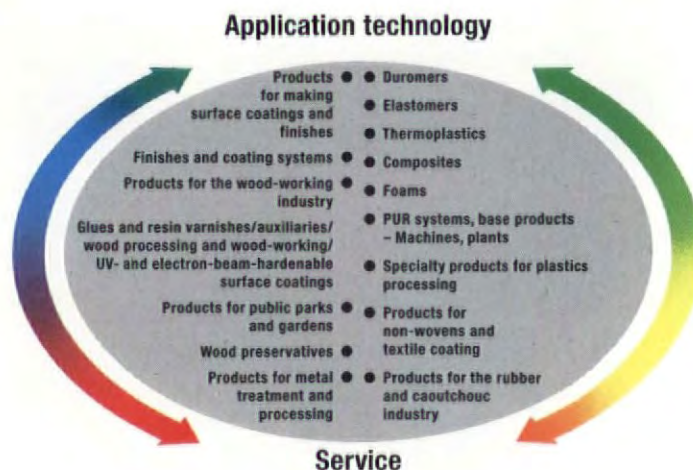 Application technology
Products
for making
surface coatings and
finishes
Finishes and coating systems
Products for the wood-working
industry
Glues and resin varnishes/auxiliaries/
wood processing and wood-working/
UV- and electron-beam-hardenable
surface coatings
Products for public parks
and gardens
Wood preservatives
Products for metal
treatment and
processing
Duromers
Elastomers
Thermoplastics
Composites
Foams
PUR systems, base products
– Machines, plants
Specialty products for plastics
processing
Products for
non-wovens and
textile coating
Products for the rubber
and caoutchouc
industry
Service